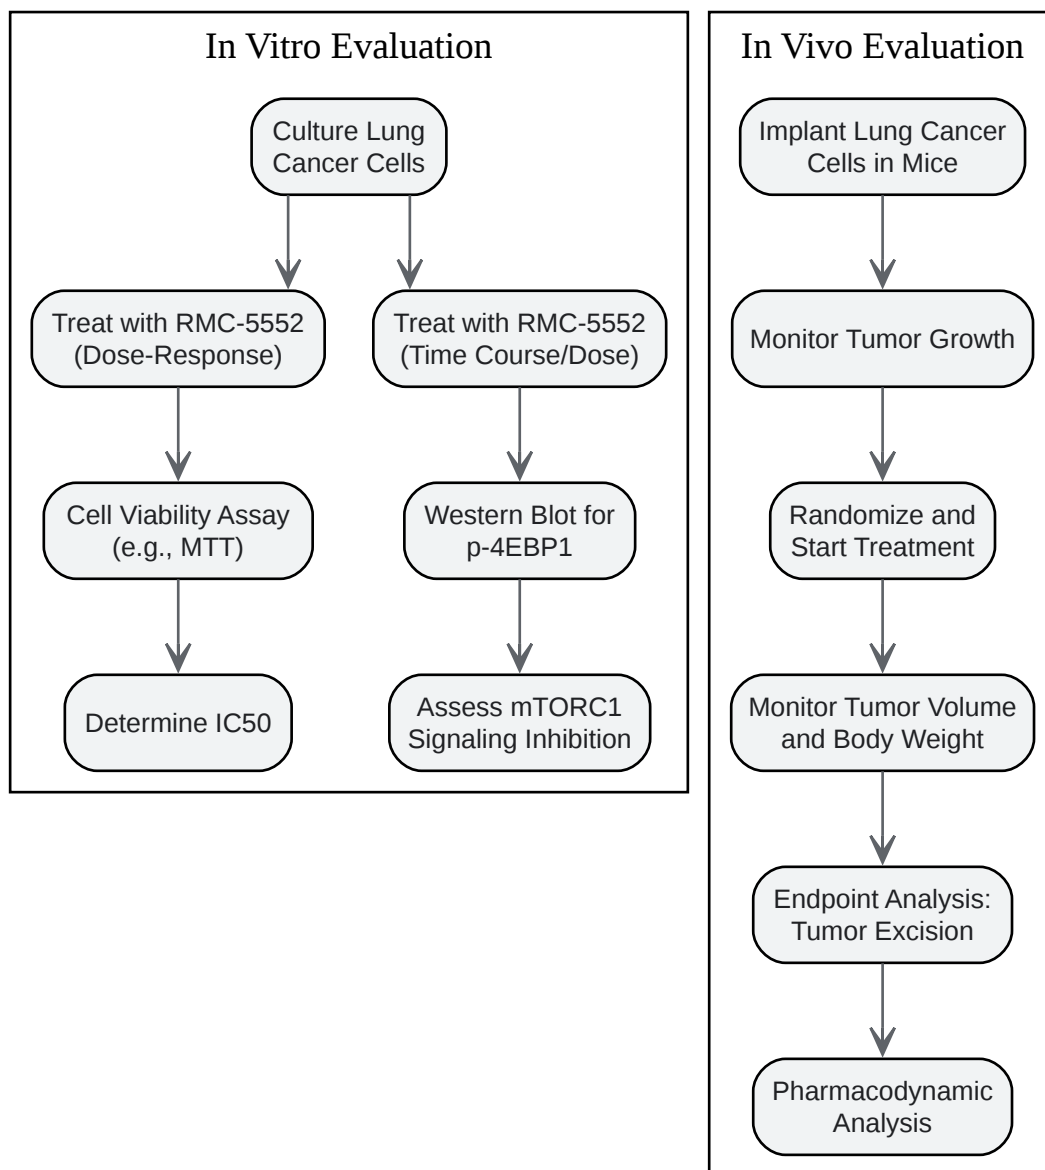 In Vitro Evaluation
Culture Lung
Cancer Cells
Treat with RMC-5552
(Dose-Response)
Treat with RMC-5552
(Time Course/Dose)
Cell Viability Assay
(e.g., MTT)
Western Blot for
p-4EBP1
Determine IC50
Assess mTORC1
Signaling Inhibition
In Vivo Evaluation
Implant Lung Cancer
Cells in Mice
Monitor Tumor Growth
Randomize and
Start Treatment
Monitor Tumor Volume
and Body Weight
Endpoint Analysis:
Tumor Excision
Pharmacodynamic
Analysis